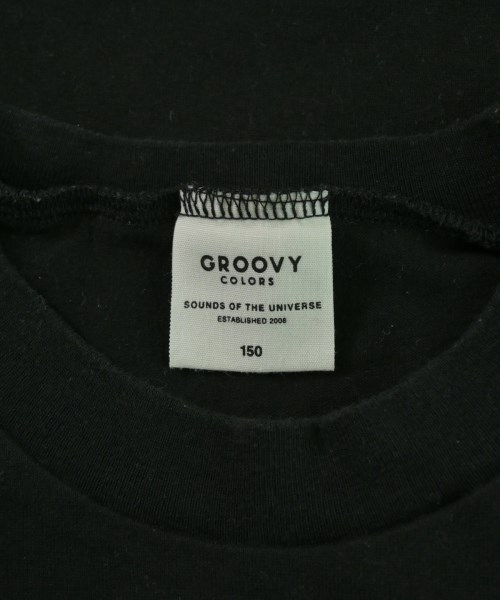 GROOVY
COLORS
SOUNDS OF THE UNIVERSE
ESTABLISHED 2006
150